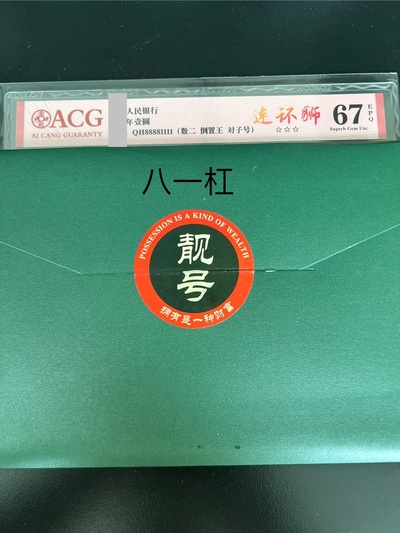 ACG
AI CANG GUARANTY
人民银行
年壹圆
QH88881111（数二 倒置王 对子号）
连环狮
☆☆☆
67
EPQ
Superb Gem Unc
八一杠
POSSESSION IS A KIND OF WEALTH
靓号
拥有是一种财富